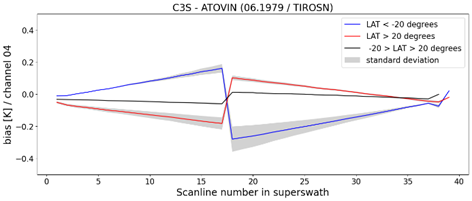 C3S - ATOVIN (06.1979 / TIROSN)
LAT < -20 degrees
LAT > 20 degrees
-20 > LAT > 20 degrees
standard deviation
bias [K] / channel 04
0.4
0.2
0.0
−0.2
−0.4
0 5 10 15 20 25 30 35 40
Scanline number in superswath